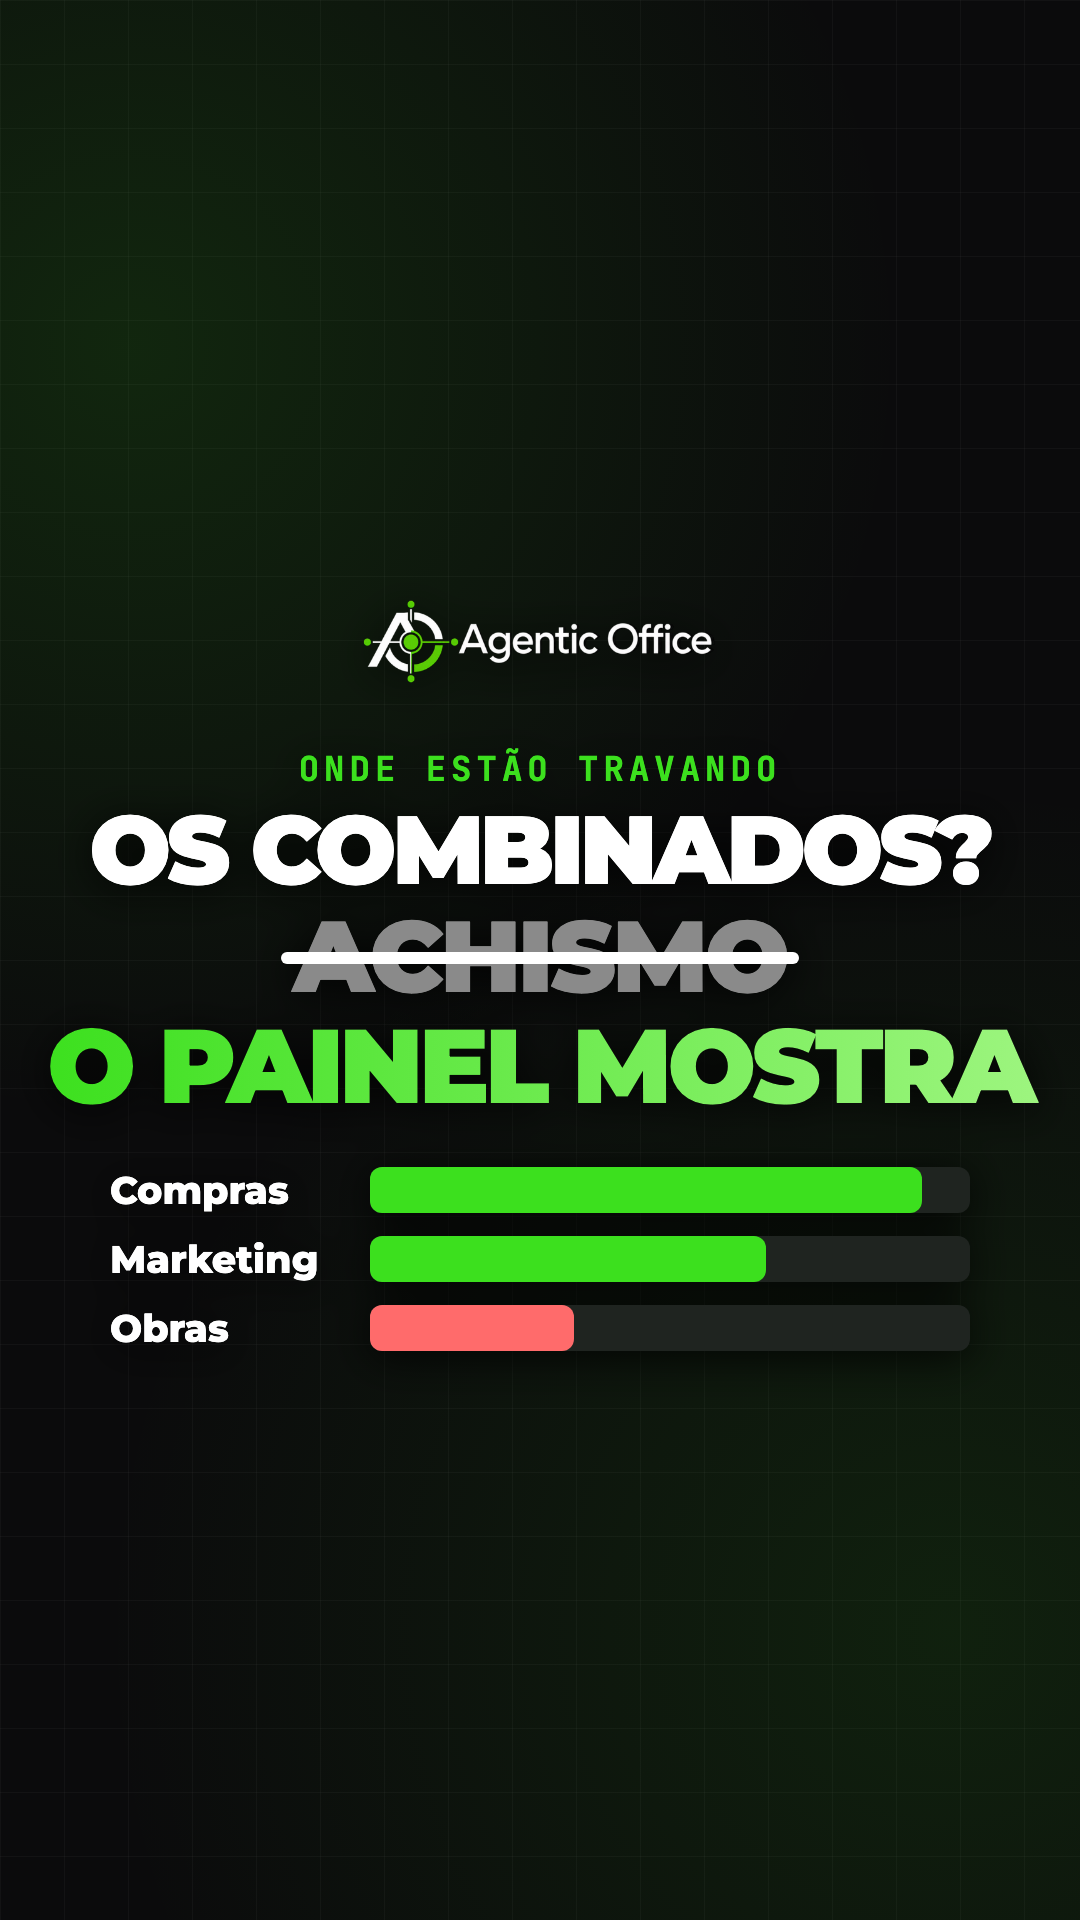 Agentic Office
ONDE ESTÃO TRAVANDO
OS COMBINADOS?
ACHISMO
O PAINEL MOSTRA
Compras
Marketing
Obras